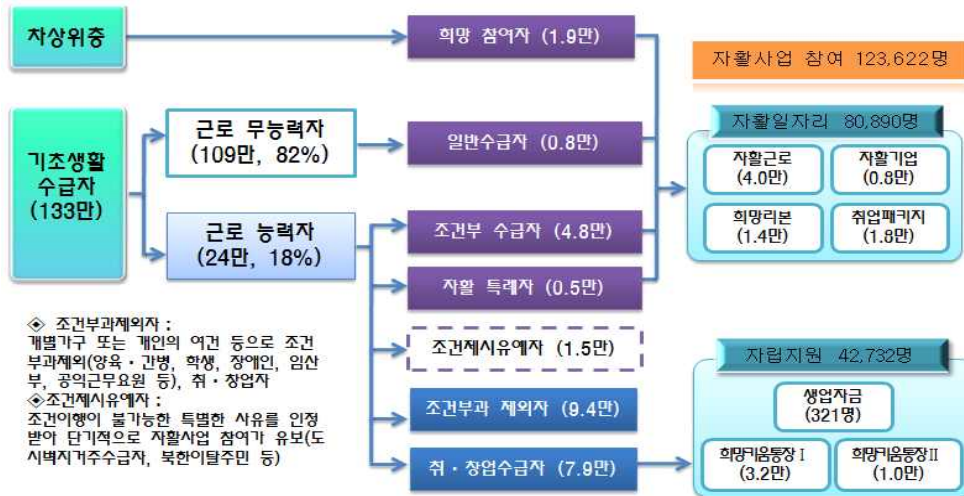 차상위층
희망 참여자 (1.9만)
자활사업 참여 123,622명
기초생활
수급자
(133만)
근로 무능력자
(109만, 82%)
일반수급자 (0.8만)
근로 능력자
(24만, 18%)
조건부 수급자 (4.8만)
자활 특례자 (0.5만)
조건제시유예자 (1.5만)
조건부과 제외자 (9.4만)
취・창업수급자 (7.9만)
자활일자리 80,890명
자활근로
(4.0만)
자활기업
(0.8만)
희망리본
(1.4만)
취업패키지
(1.8만)
자립지원 42,732명
생업자금
(321명)
희망키움통장Ⅰ
(3.2만)
희망키움통장Ⅱ
(1.0만)
◈ 조건부과제외자 :
개별가구 또는 개인의 여건 등으로 조건
부과제외(양육・간병, 학생, 장애인, 임산
부, 공익근무요원 등), 취・창업자
◈조건제시유예자 :
조건이행이 불가능한 특별한 사유를 인정
받아 단기적으로 자활사업 참여가 유보(도
시벽지거주수급자, 북한이탈주민 등)